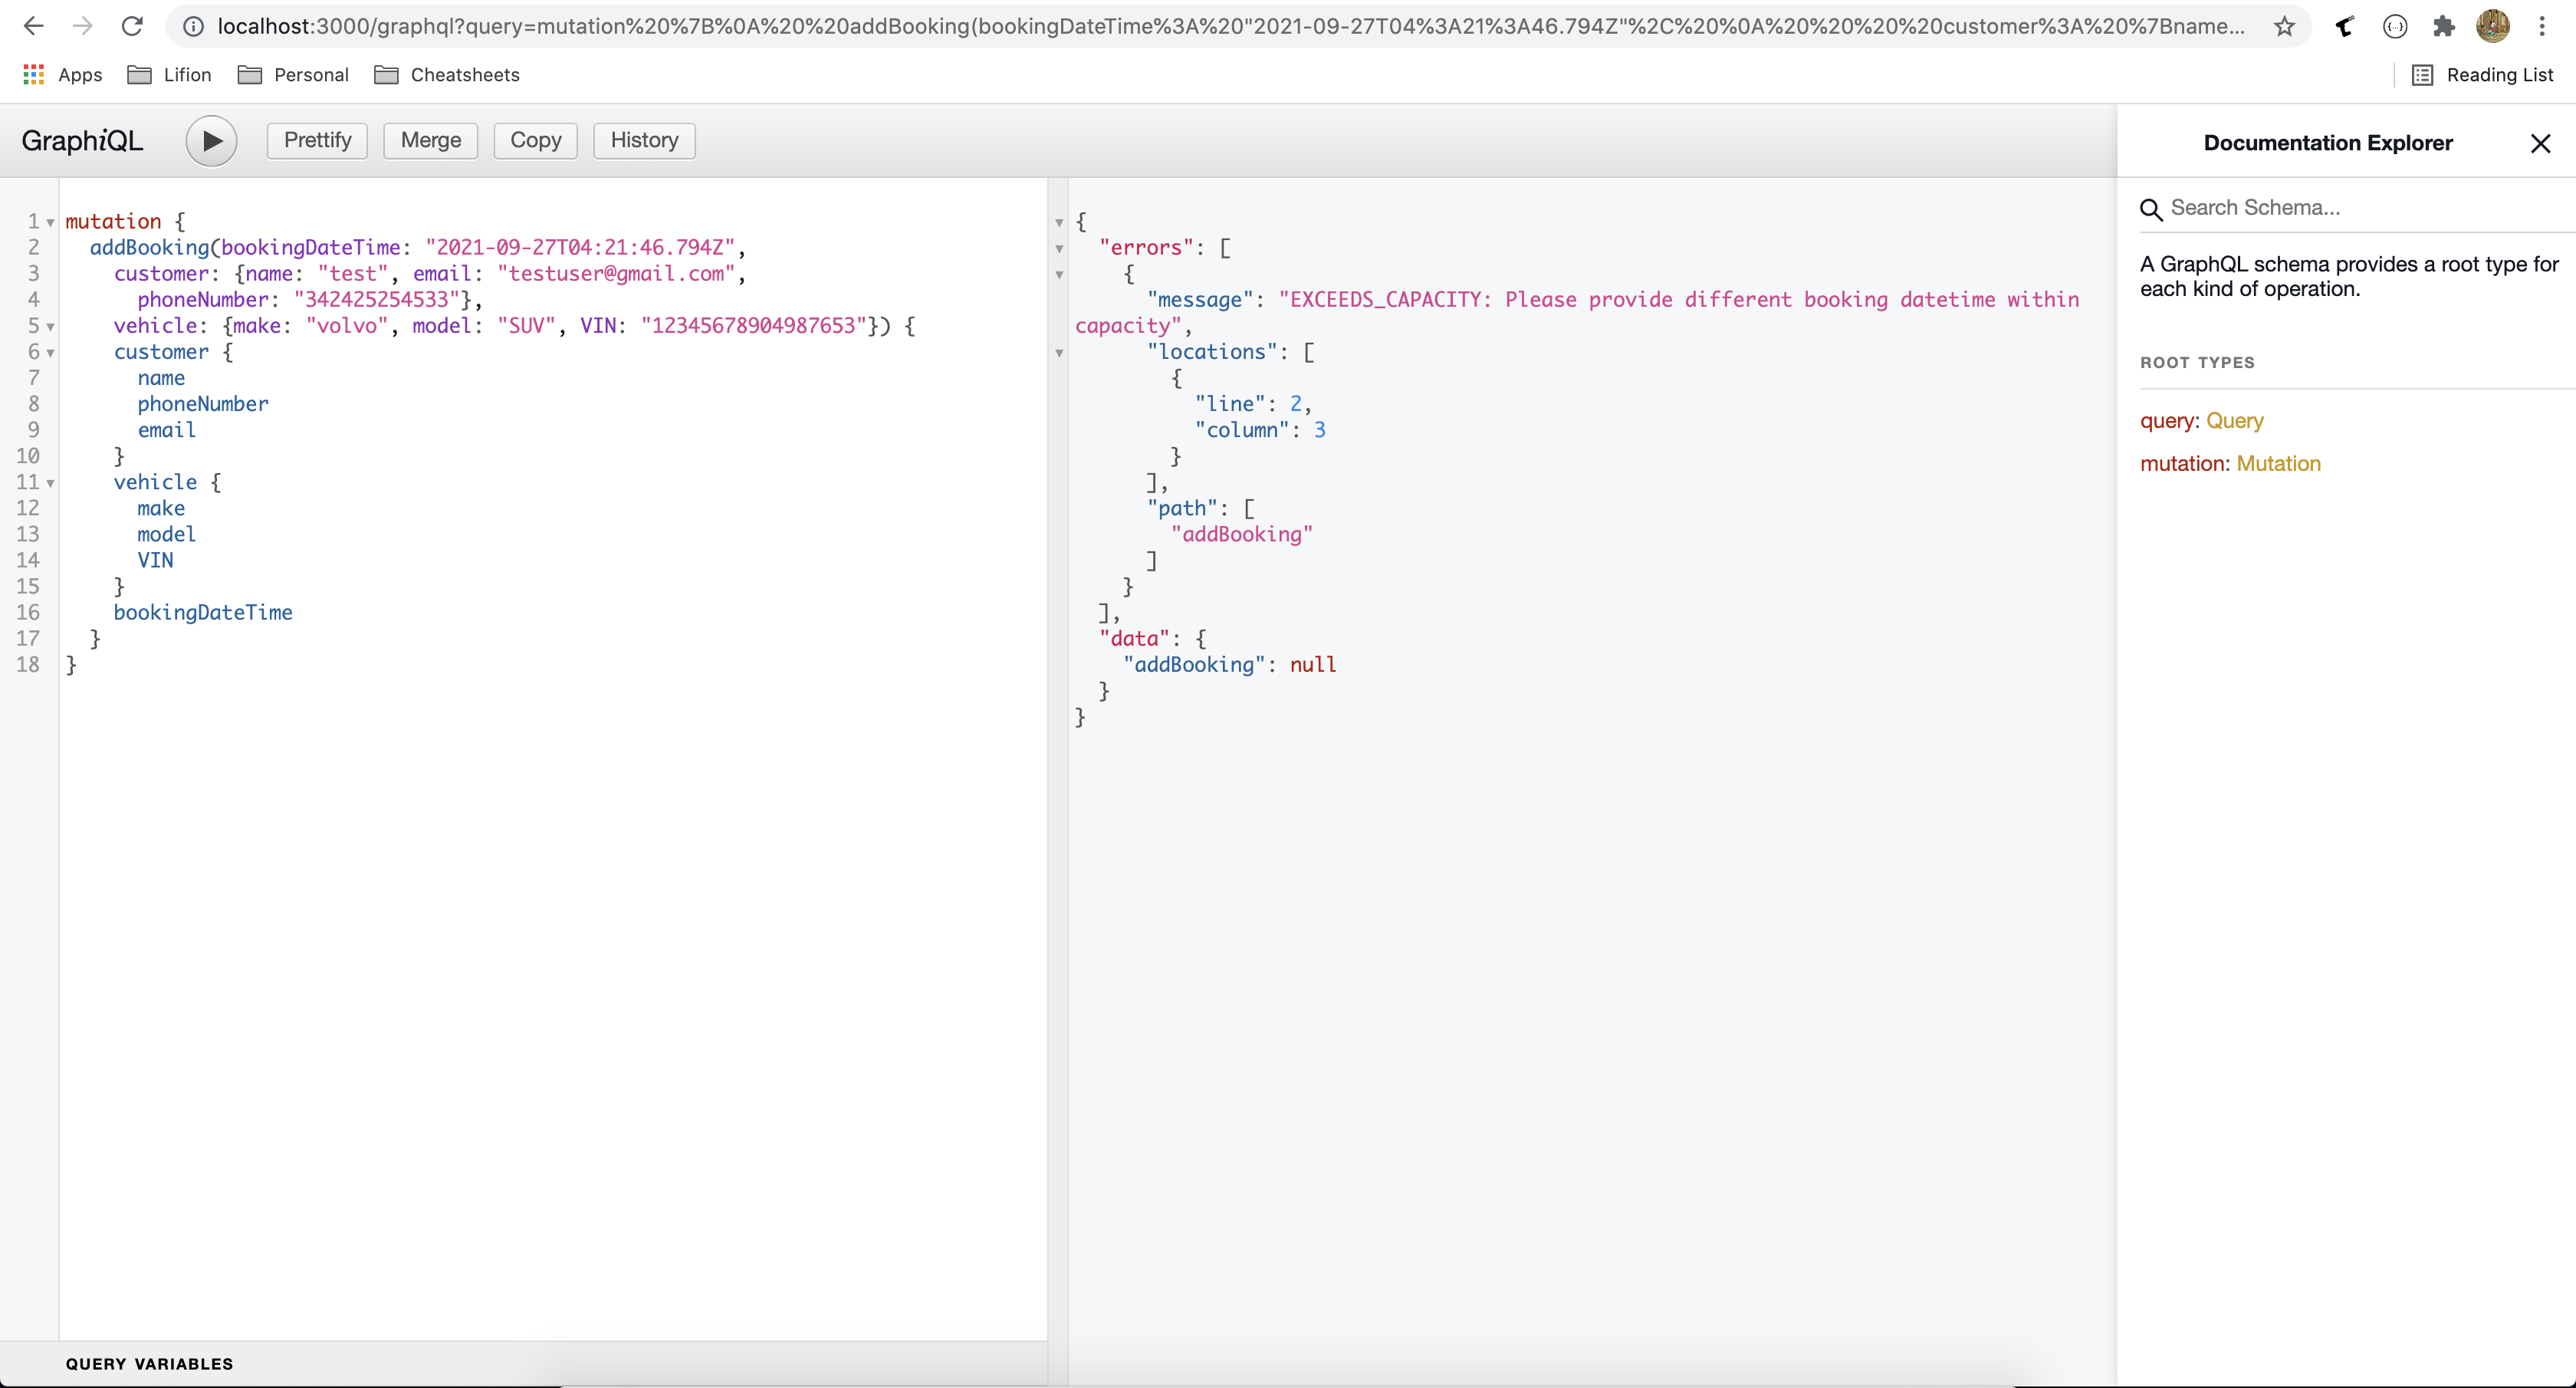 localhost:3000/graphql?query=mutation%20%7B%0A%20%20addBooking(bookingDateTime%3A%20"2021-09-27T04%3A21%3A46.794Z"%2C%20%0A%20%20%20%20customer%3A%20%7Bname...
Apps Lifion Personal Cheatsheets Reading List
GraphiQL Prettify Merge Copy History
1 mutation {
2 addBooking(bookingDateTime: "2021-09-27T04:21:46.794Z",
3 customer: {name: "test", email: "testuser@gmail.com",
4 phoneNumber: "342425254533"},
5 vehicle: {make: "volvo", model: "SUV", VIN: "12345678904987653"}) {
6 customer {
7 name
8 phoneNumber
9 email
10 }
11 vehicle {
12 make
13 model
14 VIN
15 }
16 bookingDateTime
17 }
18 }
QUERY VARIABLES
{
"errors": [
{
"message": "EXCEEDS_CAPACITY: Please provide different booking datetime within
capacity",
"locations": [
{
"line": 2,
"column": 3
}
],
"path": [
"addBooking"
]
}
],
"data": {
"addBooking": null
}
}
Documentation Explorer
Search Schema...
A GraphQL schema provides a root type for
each kind of operation.
ROOT TYPES
query: Query
mutation: Mutation